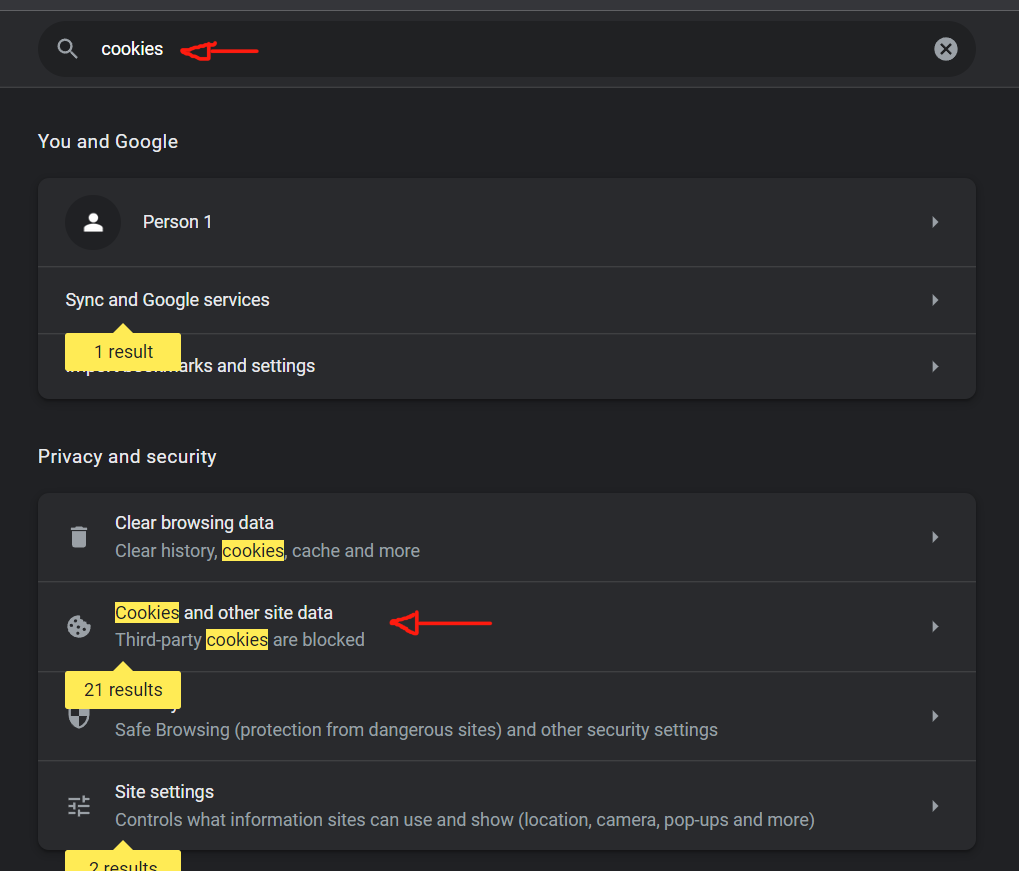 cookies
You and Google
Person 1
Sync and Google services
1 result
arks and settings
Privacy and security
Clear browsing data
Clear history, cookies, cache and more
Cookies and other site data
Third-party cookies are blocked
21 results
Safe Browsing (protection from dangerous sites) and other security settings
Site settings
Controls what information sites can use and show (location, camera, pop-ups and more)
2 results